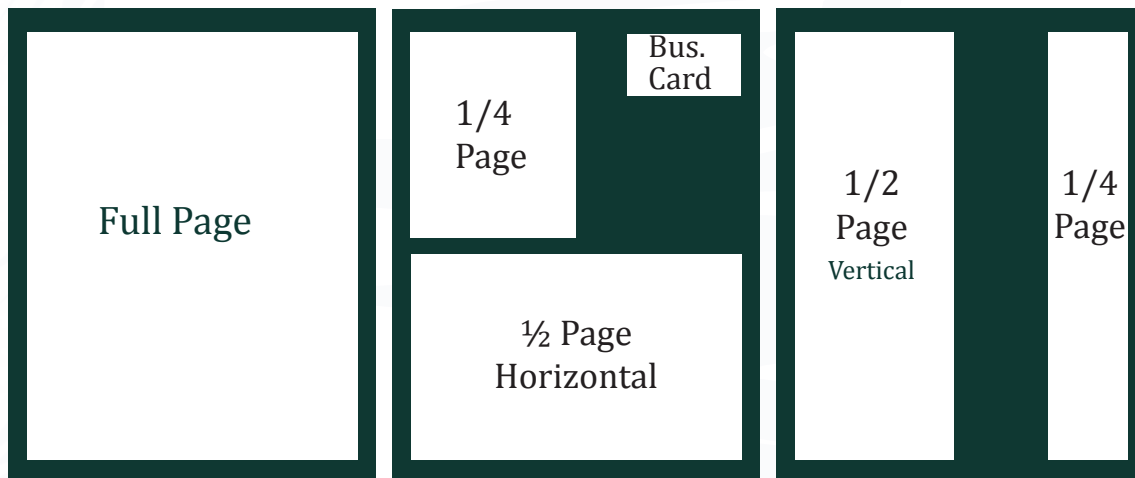 Full Page
1/4
Page
Bus.
Card
½ Page
Horizontal
1/2
Page
Vertical
1/4
Page